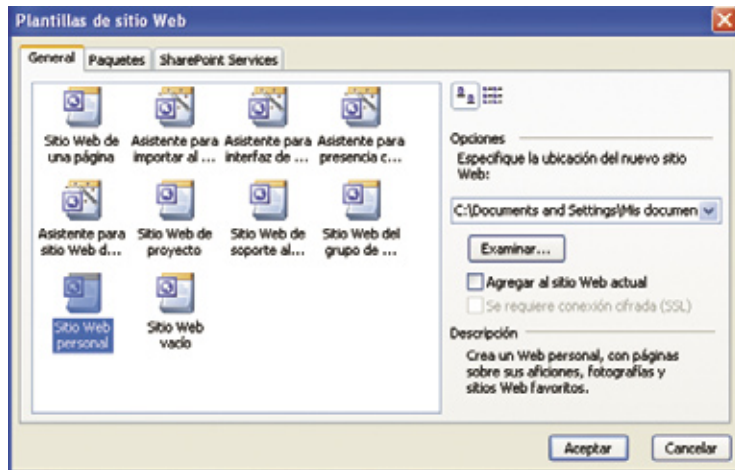 Plantillas de sitio Web
General Paquetes SharePoint Services
Sitio Web de
una página
Asistente para
importar al ...
Asistente para
interfaz de ...
Asistente para
presencia c...
Asistente para
sitio Web d...
Sitio Web de
proyecto
Sitio Web de
soporte al...
Sitio Web del
grupo de ...
Sitio Web
personal
Sitio Web
vacío
Opciones
Especifique la ubicación del nuevo sitio
Web:
C:\Documents and Settings\Mis documen
Examinar...
Agregar al sitio Web actual
Se requiere conexión cifrada (SSL)
Descripción
Crea un Web personal, con páginas
sobre sus aficiones, fotografías y
sitios Web favoritos.
Aceptar Cancelar